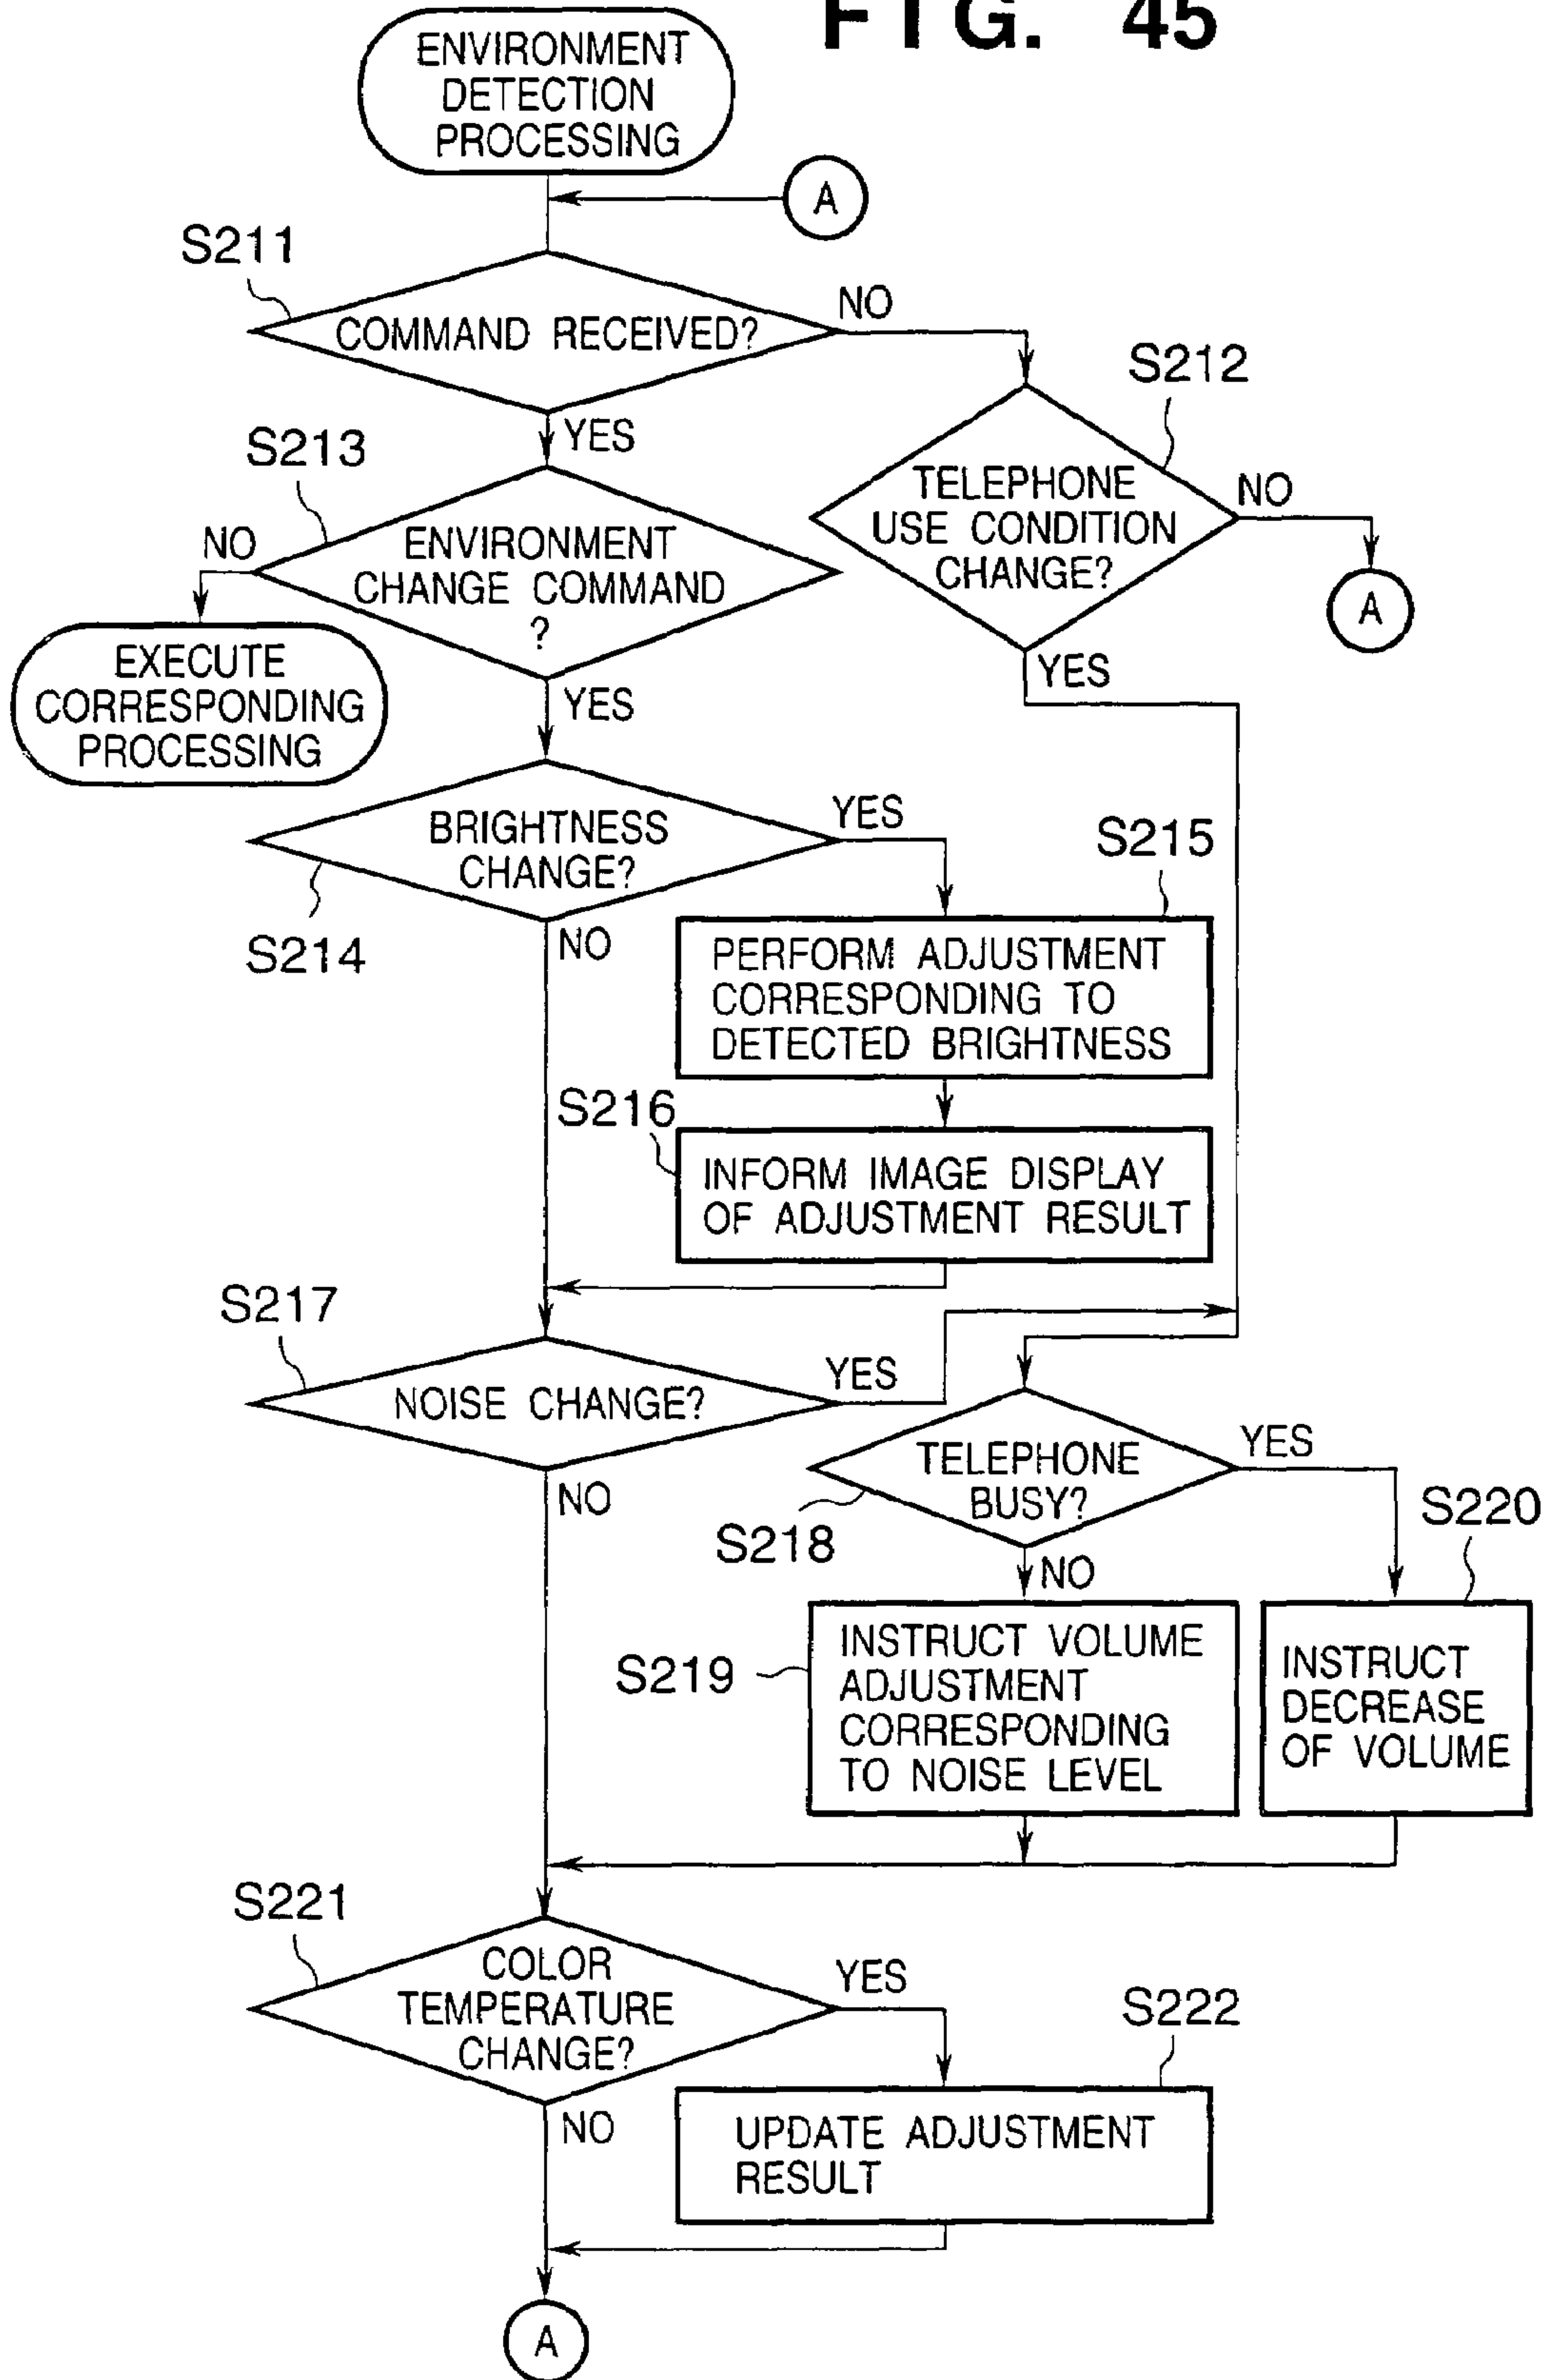 FIG. 45
ENVIRONMENT
DETECTION
PROCESSING
A
S211
COMMAND RECEIVED?
NO
YES
S212
TELEPHONE
USE CONDITION
CHANGE?
NO
A
YES
S213
ENVIRONMENT
CHANGE COMMAND
?
NO
EXECUTE
CORRESPONDING
PROCESSING
YES
BRIGHTNESS
CHANGE?
YES
S214
NO
S215
PERFORM ADJUSTMENT
CORRESPONDING TO
DETECTED BRIGHTNESS
S216
INFORM IMAGE DISPLAY
OF ADJUSTMENT RESULT
S217
NOISE CHANGE?
YES
NO
TELEPHONE
BUSY?
YES
S218
NO
S220
S219
INSTRUCT VOLUME
ADJUSTMENT
CORRESPONDING
TO NOISE LEVEL
INSTRUCT
DECREASE
OF VOLUME
S221
COLOR
TEMPERATURE
CHANGE?
YES
NO
S222
UPDATE ADJUSTMENT
RESULT
A